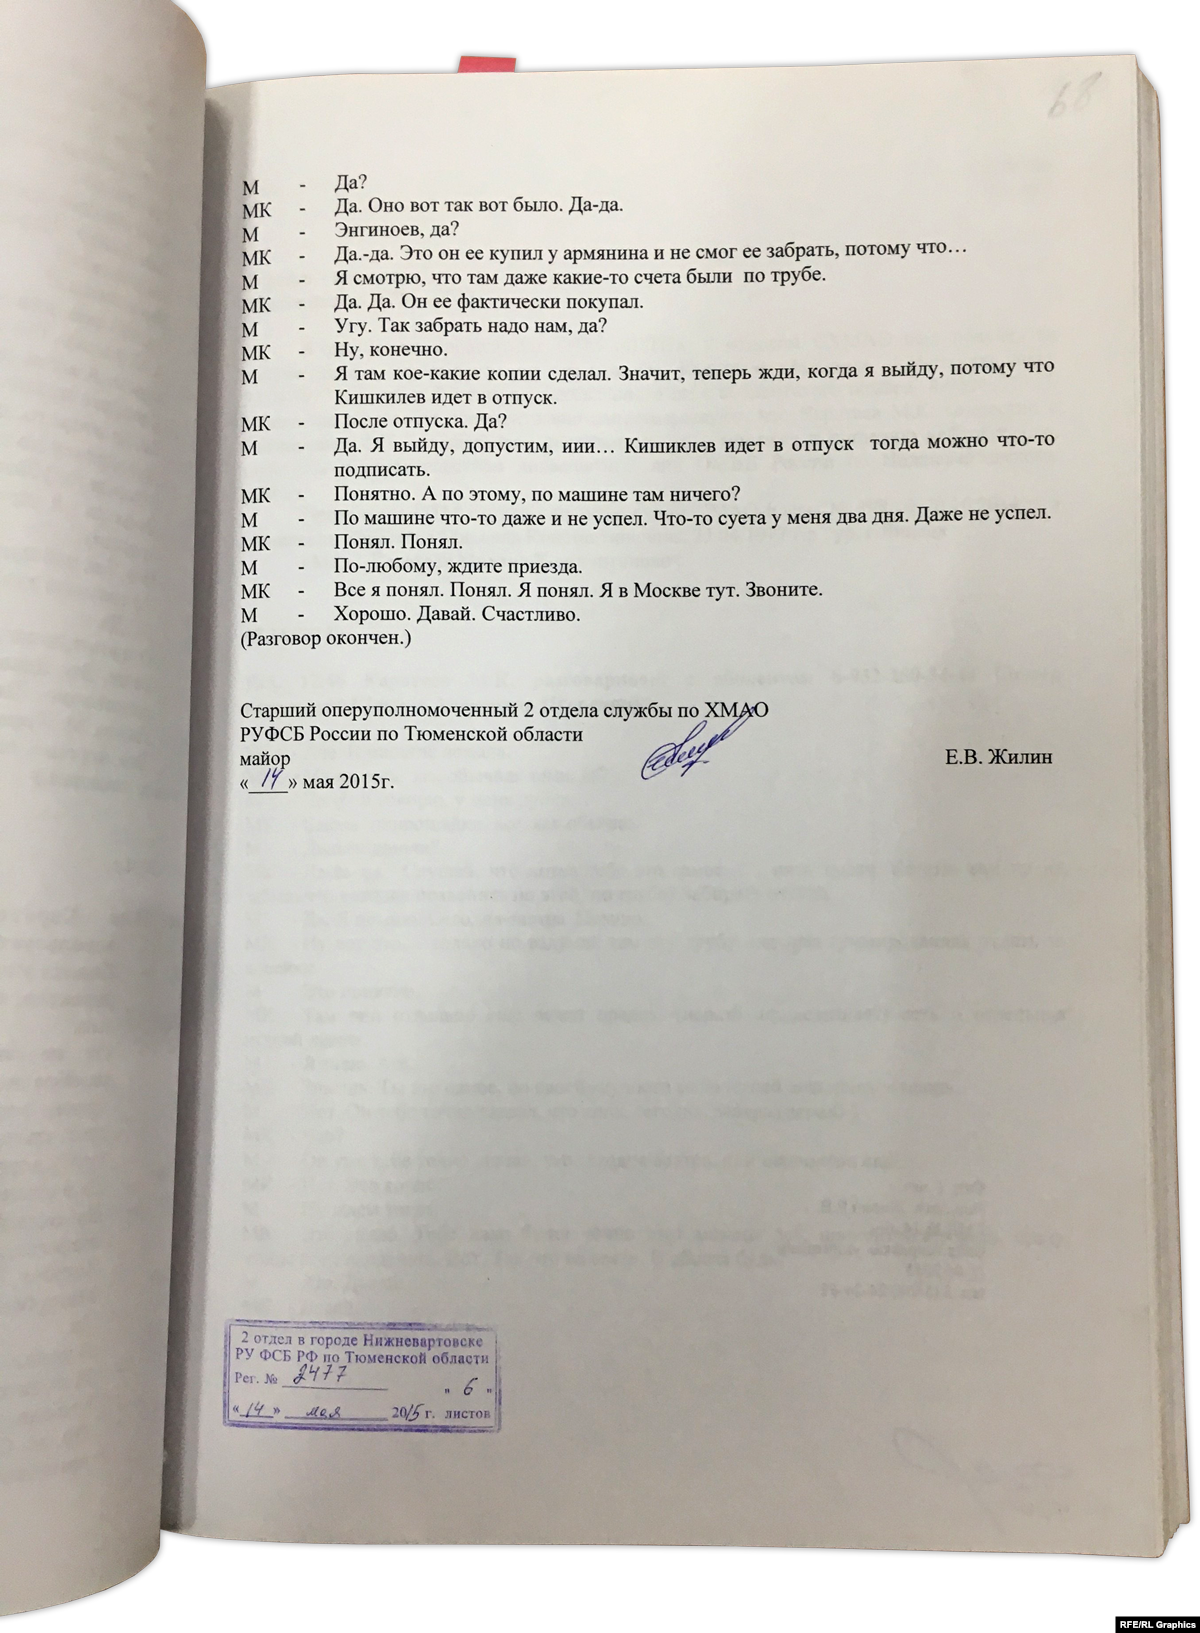 68
М - Да?
МК - Да. Оно вот так вот было. Да-да.
М - Энгиноев, да?
МК - Да.-да. Это он ее купил у армянина и не смог ее забрать, потому что…
М - Я смотрю, что там даже какие-то счета были по трубе.
МК - Да. Да. Он ее фактически покупал.
М - Угу. Так забрать надо нам, да?
МК - Ну, конечно.
М - Я там кое-какие копии сделал. Значит, теперь жди, когда я выйду, потому что
Кишкилев идет в отпуск.
МК - После отпуска. Да?
М - Да. Я выйду, допустим, иии… Кишиклев идет в отпуск тогда можно что-то
подписать.
МК - Понятно. А по этому, по машине там ничего?
М - По машине что-то даже и не успел. Что-то суета у меня два дня. Даже не успел.
МК - Понял. Понял.
М - По-любому, ждите приезда.
МК - Все я понял. Понял. Я понял. Я в Москве тут. Звоните.
М - Хорошо. Давай. Счастливо.
(Разговор окончен.)
Старший оперуполномоченный 2 отдела службы по ХМАО
РУФСБ России по Тюменской области
майор Е.В. Жилин
«14» мая 2015г.
2 отдел в городе Нижневартовске
РУ ФСБ РФ по Тюменской области
Рег. № 2477
„ 6 "
«14» мая 2015 г. листов
RFE/RL Graphics